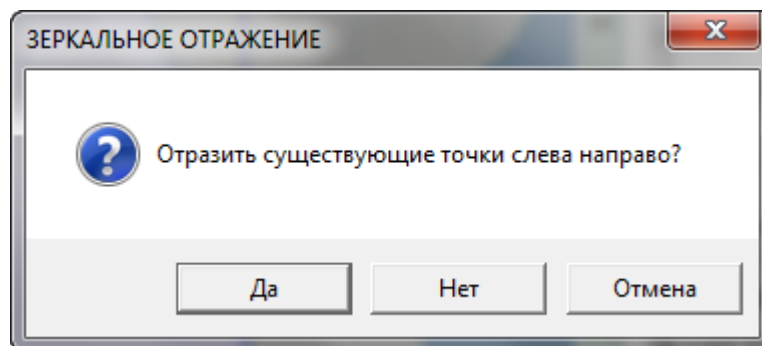 ЗЕРКАЛЬНОЕ ОТРАЖЕНИЕ
Отразить существующие точки слева направо?
Да
Нет
Отмена